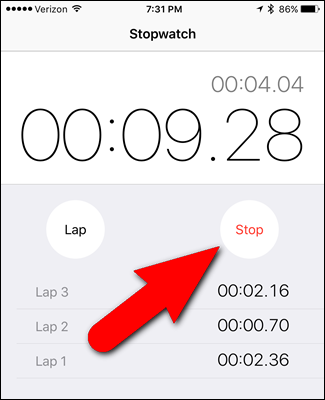 Verizon 7:31 PM 86%
Stopwatch
00:04.04
00:09.28
Lap Stop
Lap 3 00:02.16
Lap 2 00:00.70
Lap 1 00:02.36